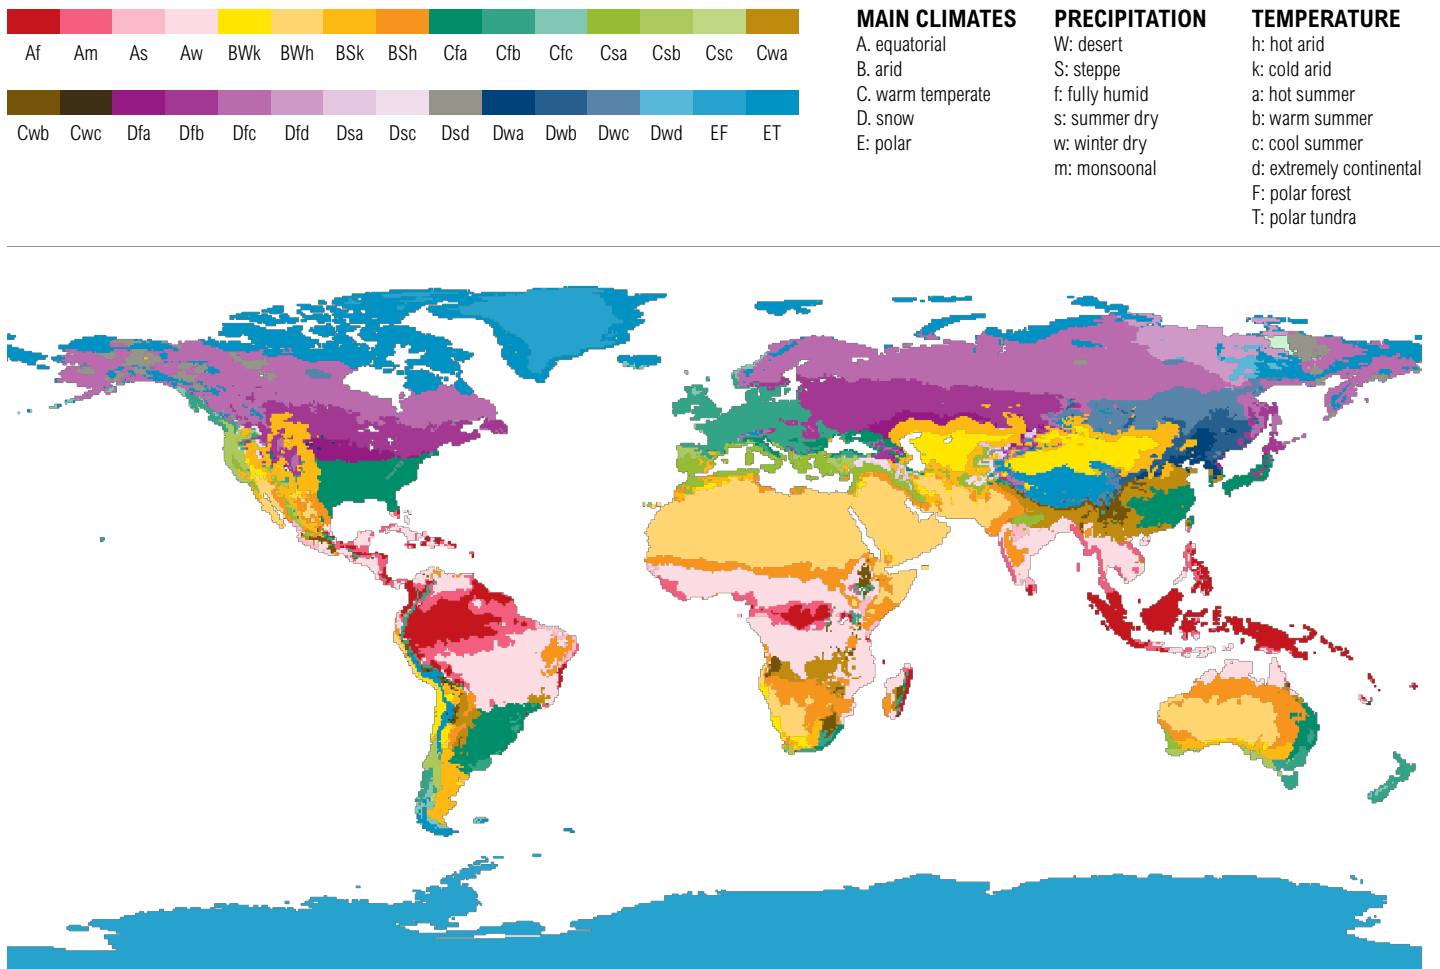 Af Am As Aw BWk BWh BSk BSh Cfa Cfb Cfc Csa Csb Csc Cwa
Cwb Cwc Dfa Dfb Dfc Dfd Dsa Dsc Dsd Dwa Dwb Dwc Dwd EF ET
MAIN CLIMATES
A. equatorial
B. arid
C. warm temperate
D. snow
E: polar
PRECIPITATION
W: desert
S: steppe
f: fully humid
s: summer dry
w: winter dry
m: monsoonal
TEMPERATURE
h: hot arid
k: cold arid
a: hot summer
b: warm summer
c: cool summer
d: extremely continental
F: polar forest
T: polar tundra